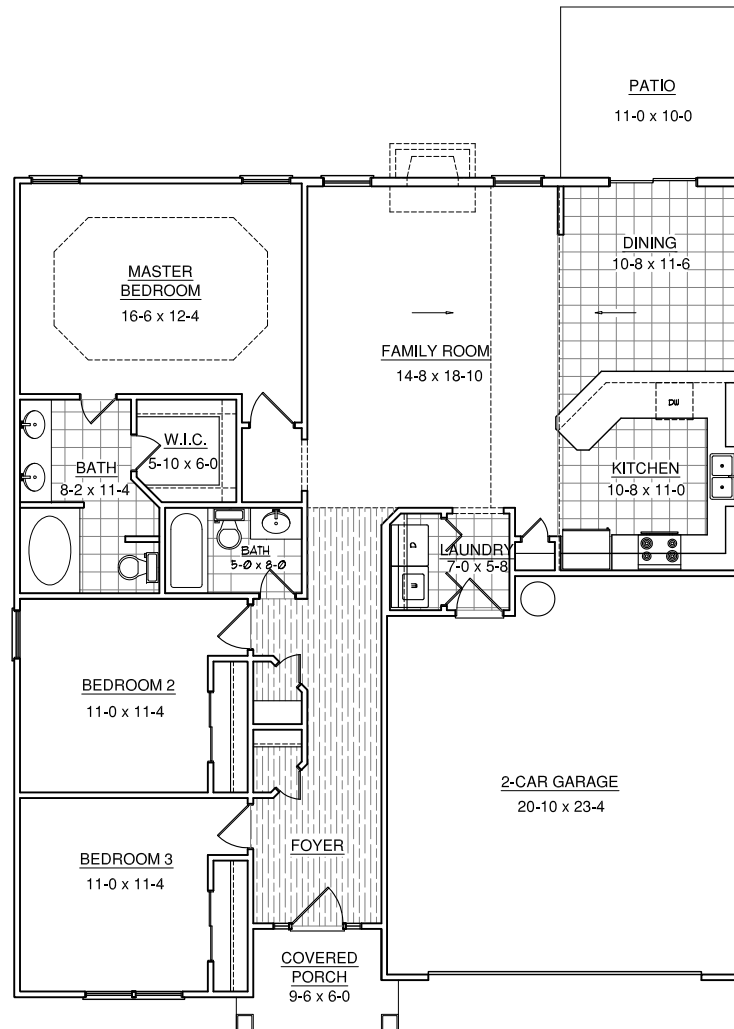 PATIO
11-0 x 10-0
MASTER
BEDROOM
16-6 x 12-4
DINING
10-8 x 11-6
FAMILY ROOM
14-8 x 18-10
DW
W.I.C.
5-10 x 6-0
BATH
8-2 x 11-4
KITCHEN
10-8 x 11-0
BATH
5-0 x 8-0
D
LAUNDRY
7-0 x 5-8
W
BEDROOM 2
11-0 x 11-4
2-CAR GARAGE
20-10 x 23-4
FOYER
BEDROOM 3
11-0 x 11-4
COVERED
PORCH
9-6 x 6-0